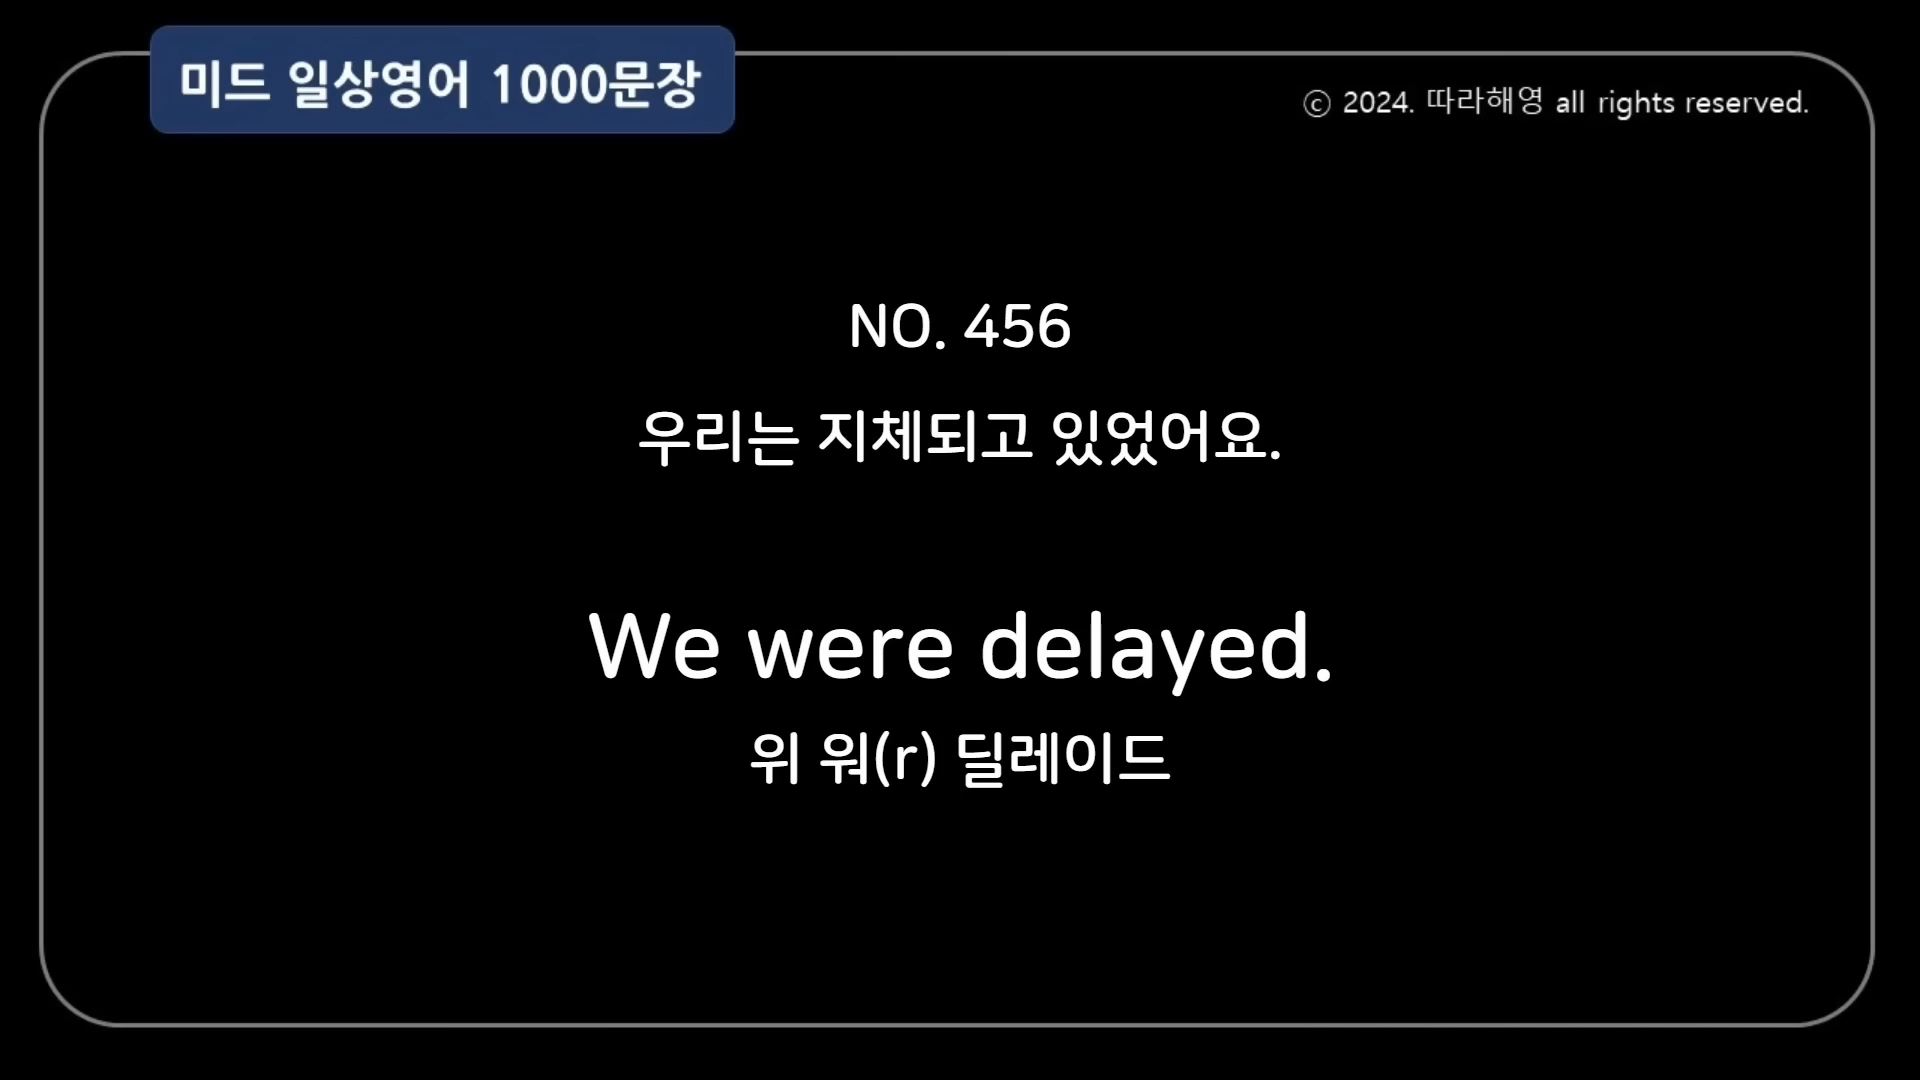 미드 일상영어 1000문장
ⓒ 2024. 따라해영 all rights reserved.
NO. 456
우리는 지체되고 있었어요.
We were delayed.
위 워(r) 딜레이드